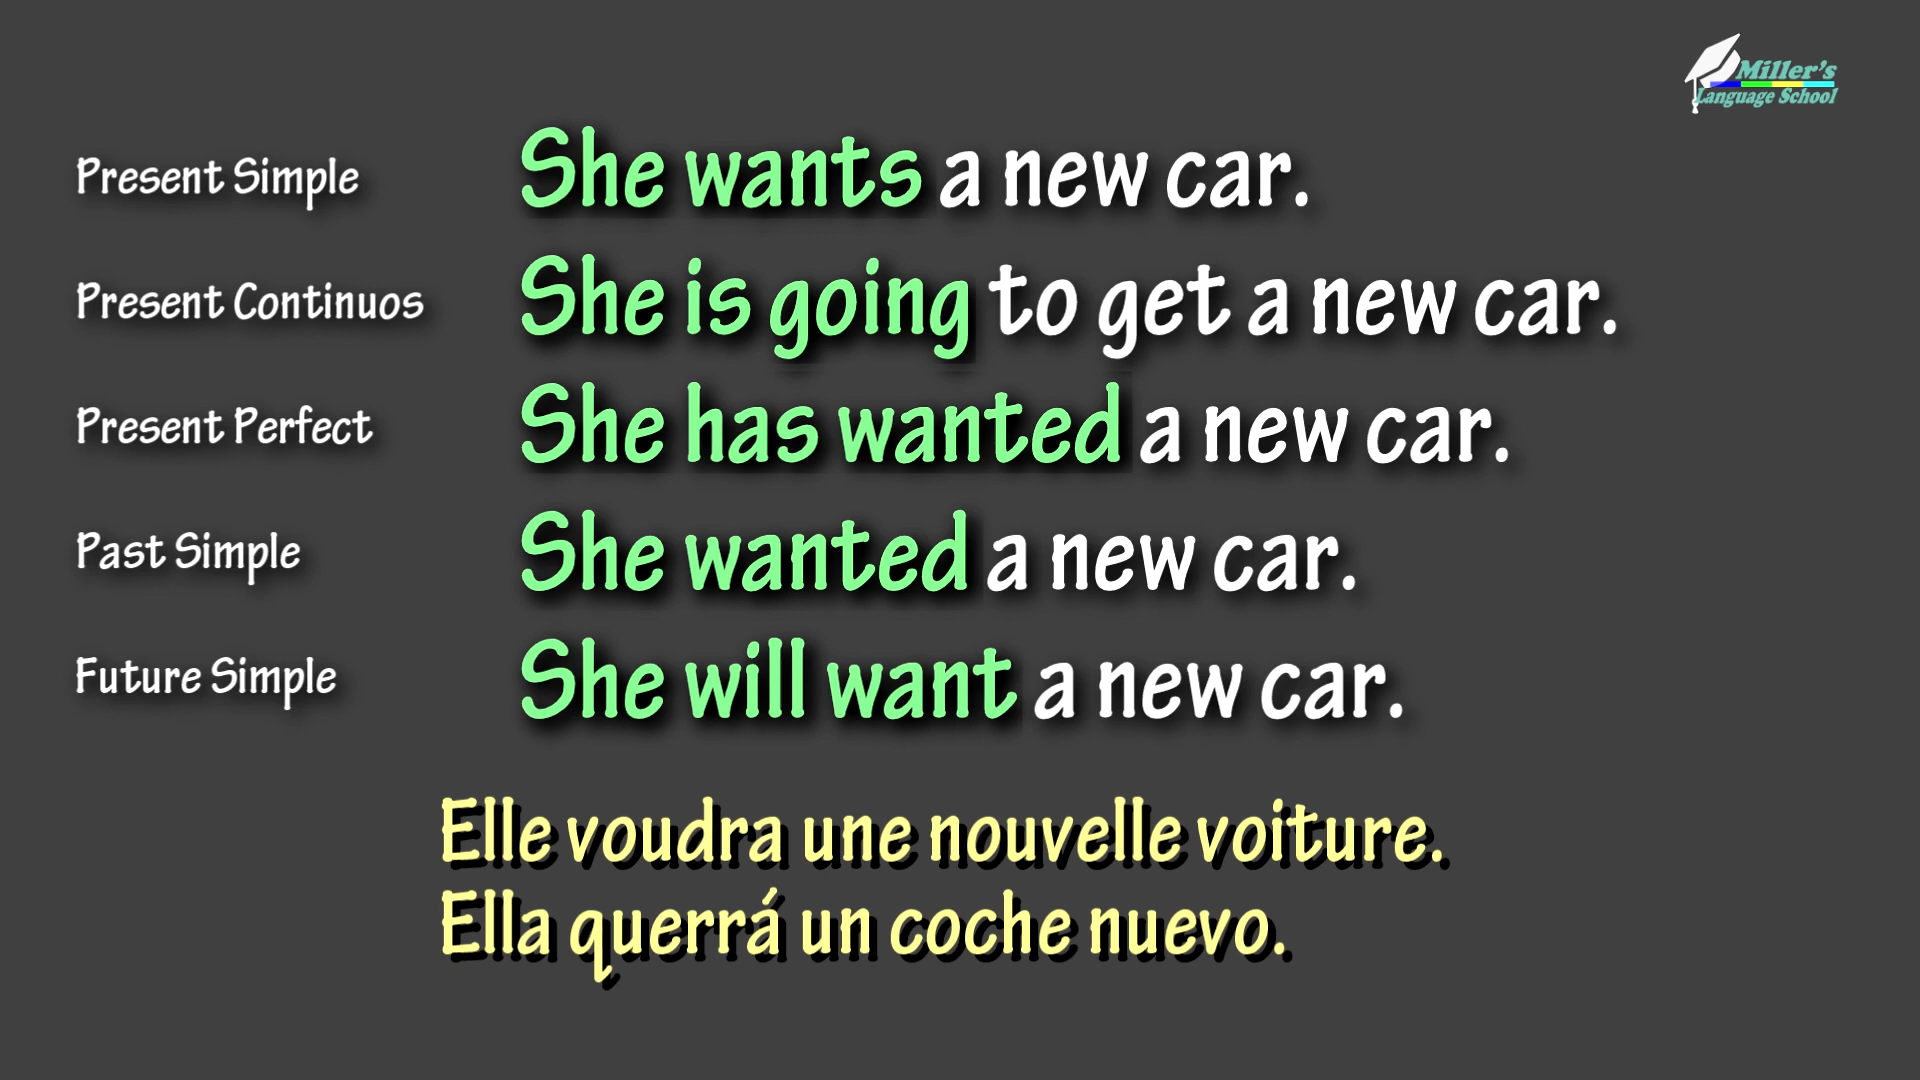 Miller's
Language School
Present Simple She wants a new car.
Present Continuos She is going to get a new car.
Present Perfect She has wanted a new car.
Past Simple She wanted a new car.
Future Simple She will want a new car.
Elle voudra une nouvelle voiture.
Ella querrá un coche nuevo.